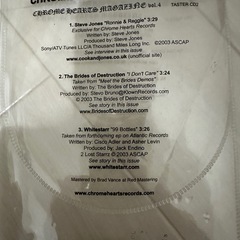 CHROME HEARTS MAGAZINE vol.4 TASTER CD
1. Steve Jones "Ronnie & Reggie" 3:29
Exclusive for Chrome Hearts Records
Written by: Steve Jones
Produced by: Steve Jones
Sony/ATV Tunes LLC/A Thousand Miles Long Inc. ©2003 ASCAP
See interview in this issue.
www.cookandjones.co.uk (official site)
2. The Brides of Destruction "I Don't Care" 3:24
Taken from "Meet the Brides Demos"
Written by: The Brides of Destruction
Produced by: Stevo Bruno
© 2003 The Brides of Destruction
See story in this issue
www.BridesofDestruction.com
3. Whitestarr "99 Bottles" 3:26
Taken from forthcoming ep on Atlantic Records
Written by: Cisco Adler and Asher Levin
Produced by: Jack Endino
2 Lost Starrs ©2003 ASCAP
See story in this issue
www.whitestarr.com
Mastered by Brad Vance at Red Mastering
www.chromeheartsrecords.com